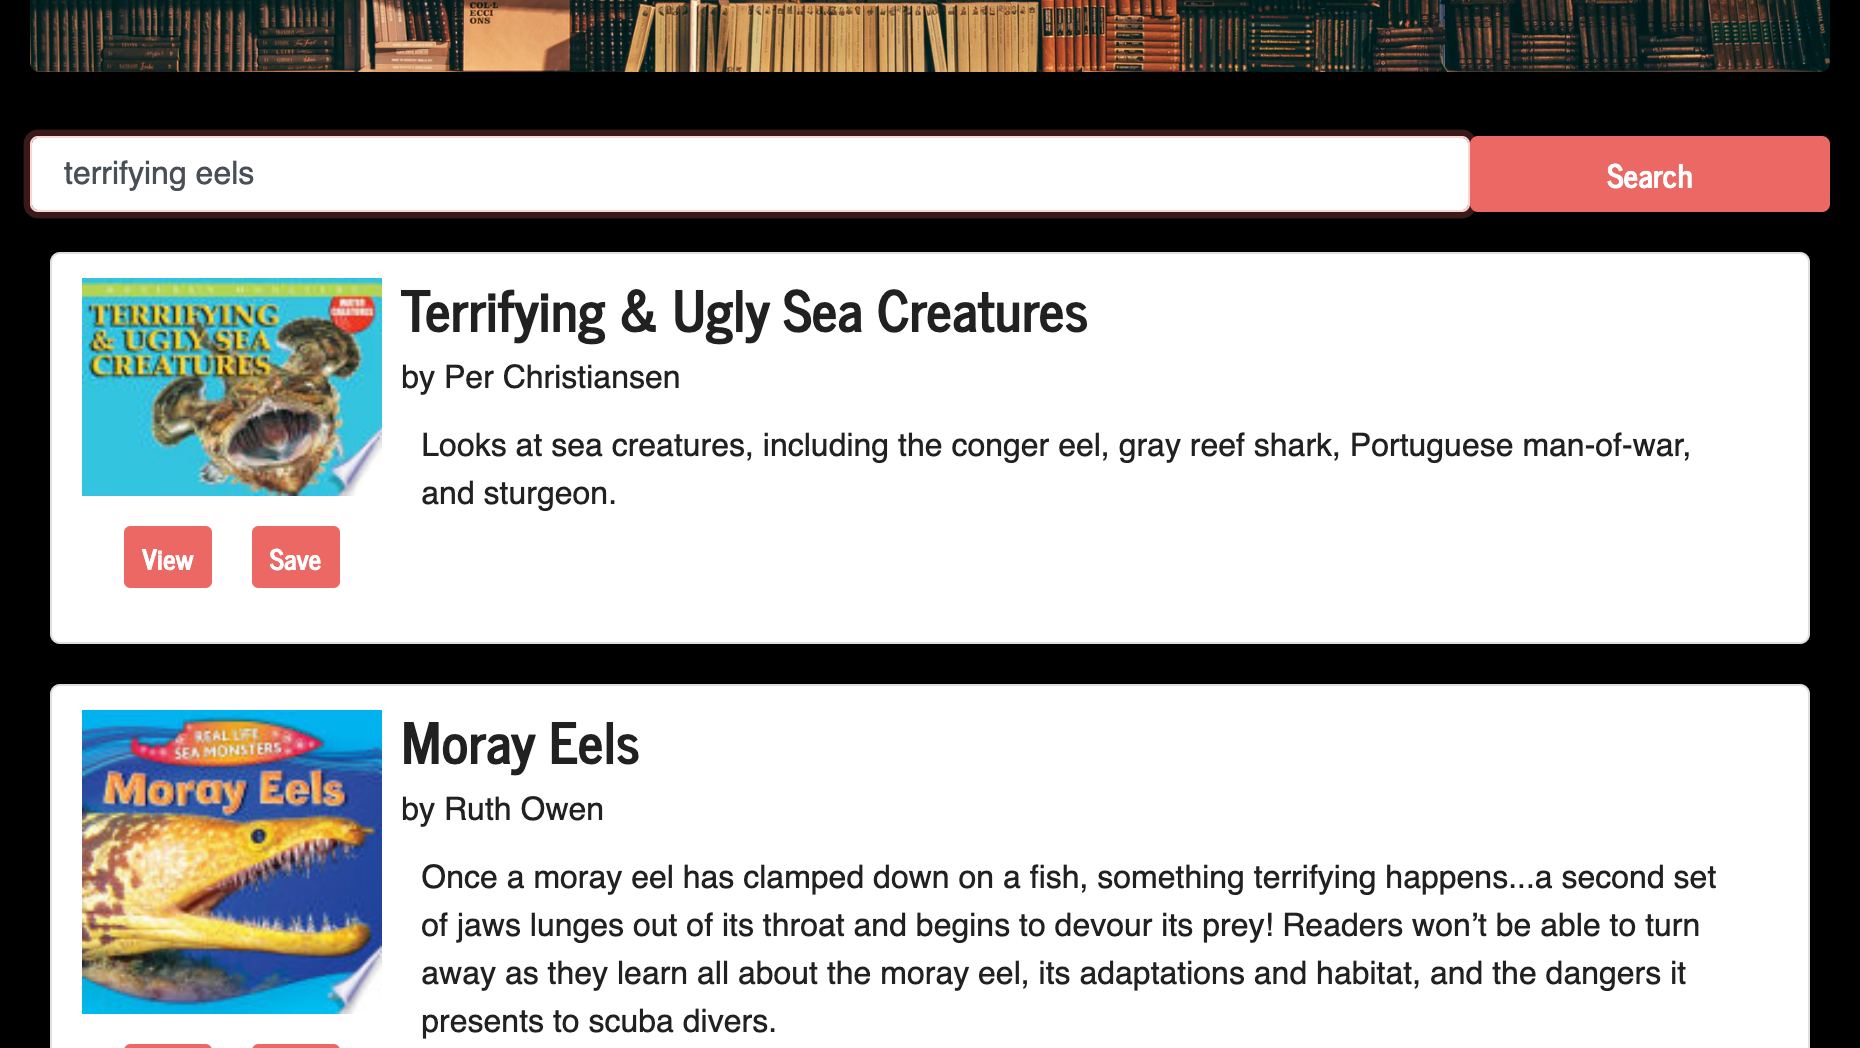 COL·L
ECCI
ONS
terrifying eels
Search
WATER
CREATURES
TERRIFYING
& UGLY SEA
CREATURES
Terrifying & Ugly Sea Creatures
by Per Christiansen
Looks at sea creatures, including the conger eel, gray reef shark, Portuguese man-of-war,
and sturgeon.
View
Save
REAL LIFE
SEA MONSTERS
Moray Eels
Moray Eels
by Ruth Owen
Once a moray eel has clamped down on a fish, something terrifying happens...a second set
of jaws lunges out of its throat and begins to devour its prey! Readers won’t be able to turn
away as they learn all about the moray eel, its adaptations and habitat, and the dangers it
presents to scuba divers.